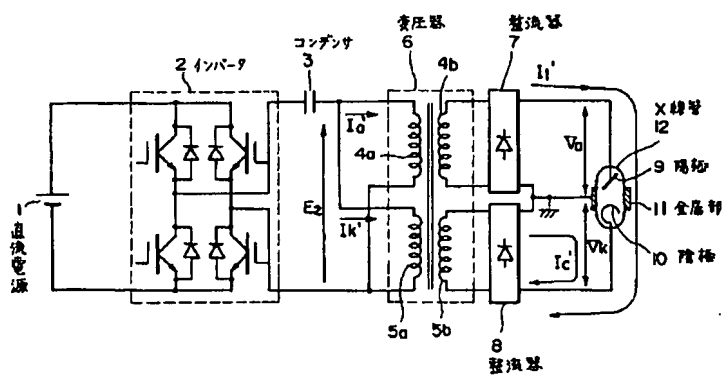 変圧器
6
整流器
7
コンデンサ
3
2 インバータ
4b
I1'
X線管
12
Ia'
4a
Va
9 陽極
11 金属部
1
直流電源
E2
Ik'
Vk
Ic'
10 陰極
5a
5b
8
整流器